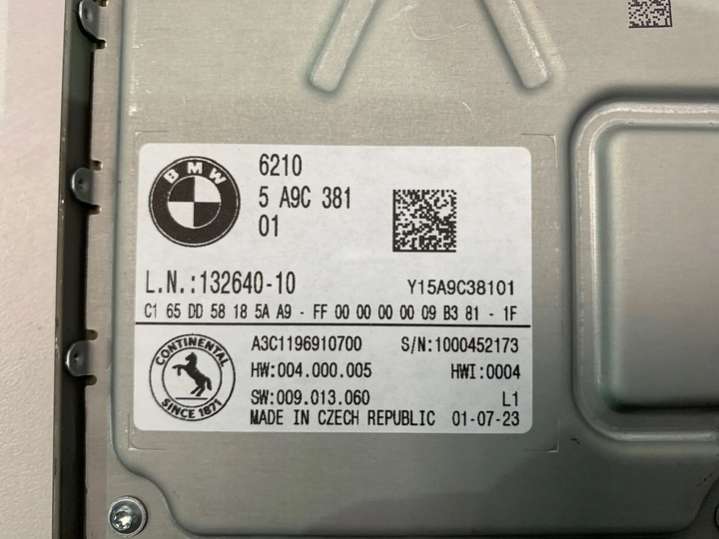 BMW
6210
5 A9C 381
01
L.N.:132640-10
Y15A9C38101
C1 65 DD 58 18 5A A9 - FF 00 00 00 00 09 B3 81 - 1F
CONTINENTAL
SINCE 1871
A3C1196910700
S/N:1000452173
HW:004.000.005
HWI:0004
SW:009.013.060
L1
MADE IN CZECH REPUBLIC
01-07-23